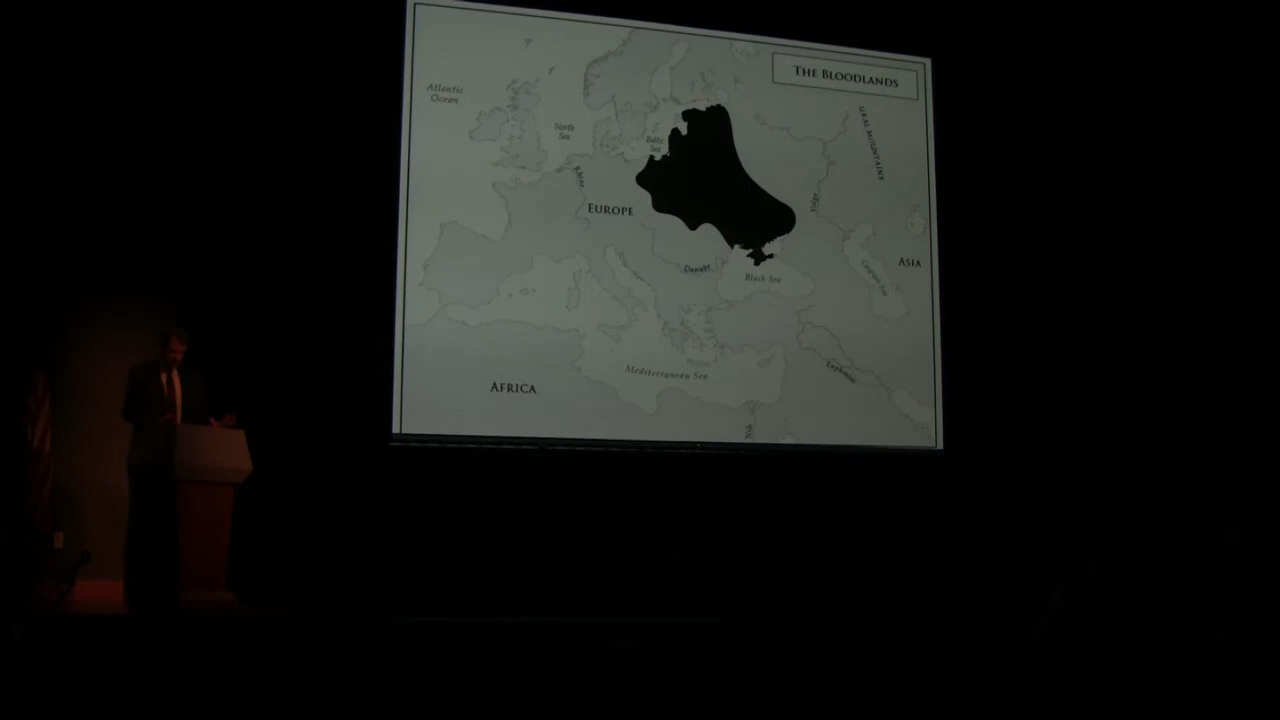 THE BLOODLANDS
Atlantic
Ocean
North
Sea
Baltic
Sea
URAL MOUNTAINS
Rhine
Volga
EUROPE
ASIA
Danube
Black Sea
Caspian Sea
Mediterranean Sea
Euphrates
AFRICA
Nile